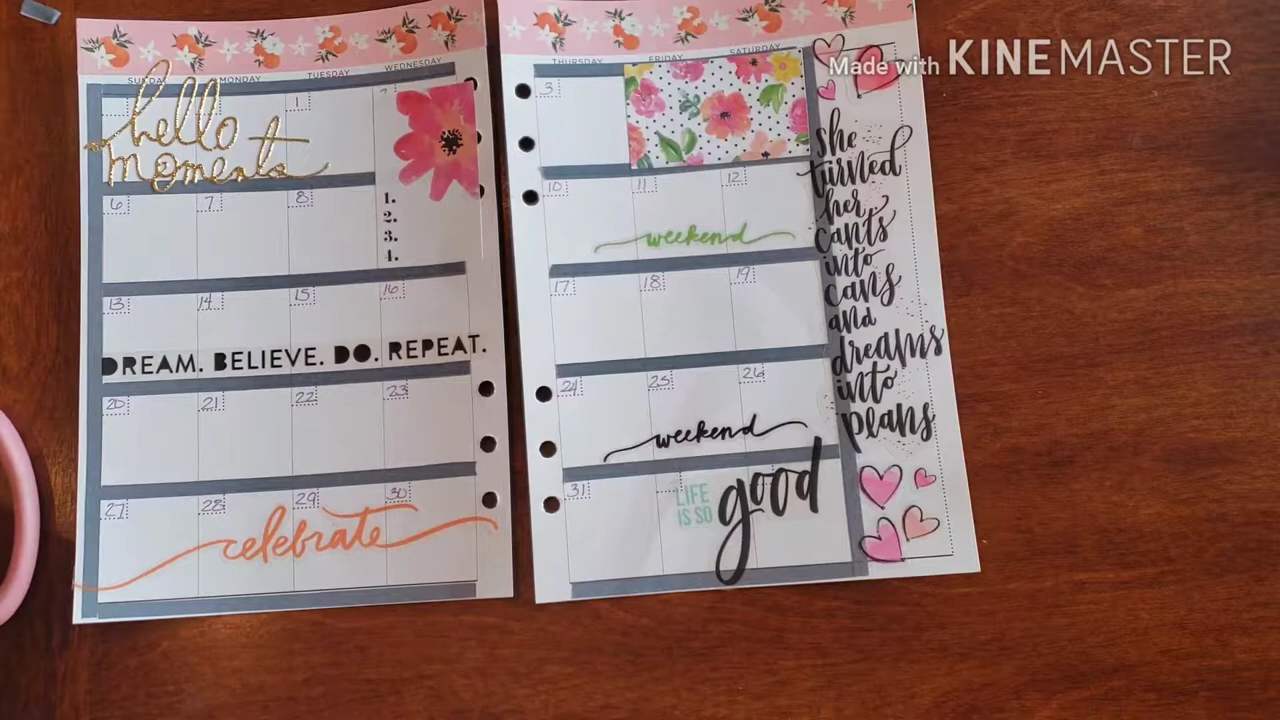 Made with KINEMASTER
SUNDAY MONDAY TUESDAY WEDNESDAY
hello
moments
1
1.
2.
3.
4.
6 7 8
13 14 15 16
DREAM. BELIEVE. DO. REPEAT.
20 21 22 23
27 28 29 30
celebrate
THURSDAY FRIDAY SATURDAY
3
10 11 12
weekend
17 18 19
24 25 26
weekend
31
LIFE
IS SO
good
She
turned
her
cants
into
cans
and
dreams
into
plans